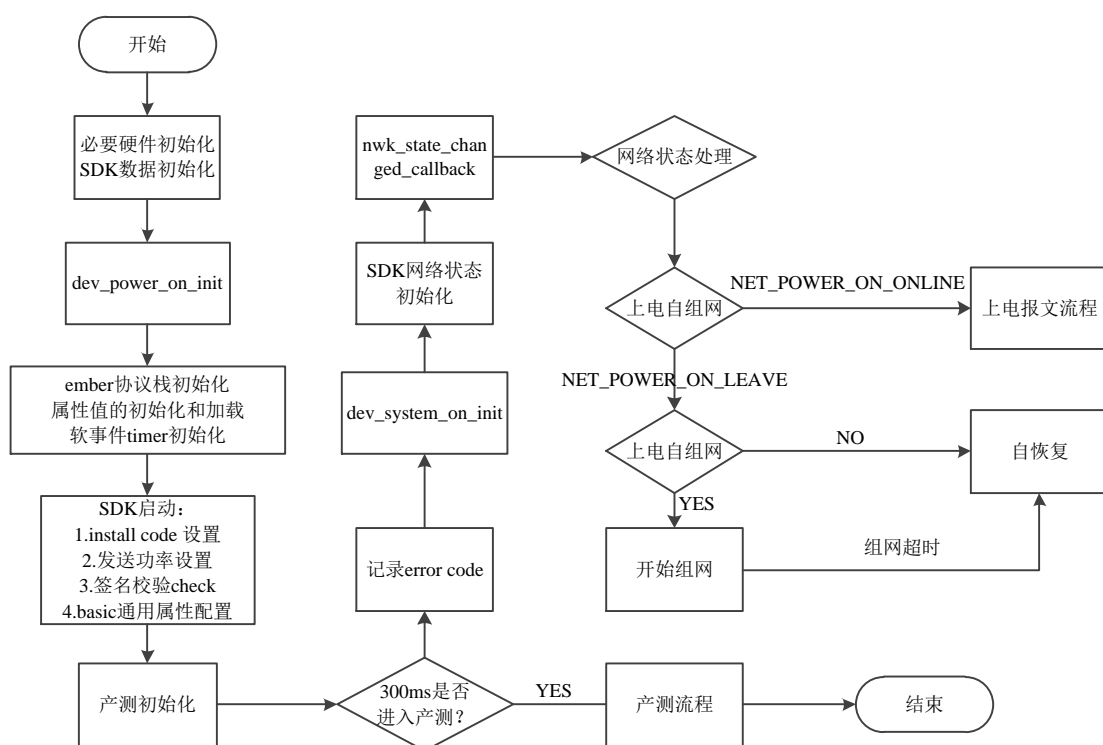 开始
必要硬件初始化
SDK数据初始化
dev_power_on_init
ember协议栈初始化
属性值的初始化和加载
软事件timer初始化
SDK启动:
1.install code 设置
2.发送功率设置
3.签名校验check
4.basic通用属性配置
产测初始化
300ms是否
进入产测？
YES
产测流程
结束
记录error code
dev_system_on_init
SDK网络状态
初始化
nwk_state_chan
ged_callback
网络状态处理
上电自组网
NET_POWER_ON_ONLINE
上电报文流程
NET_POWER_ON_LEAVE
上电自组网
NO
自恢复
YES
开始组网
组网超时